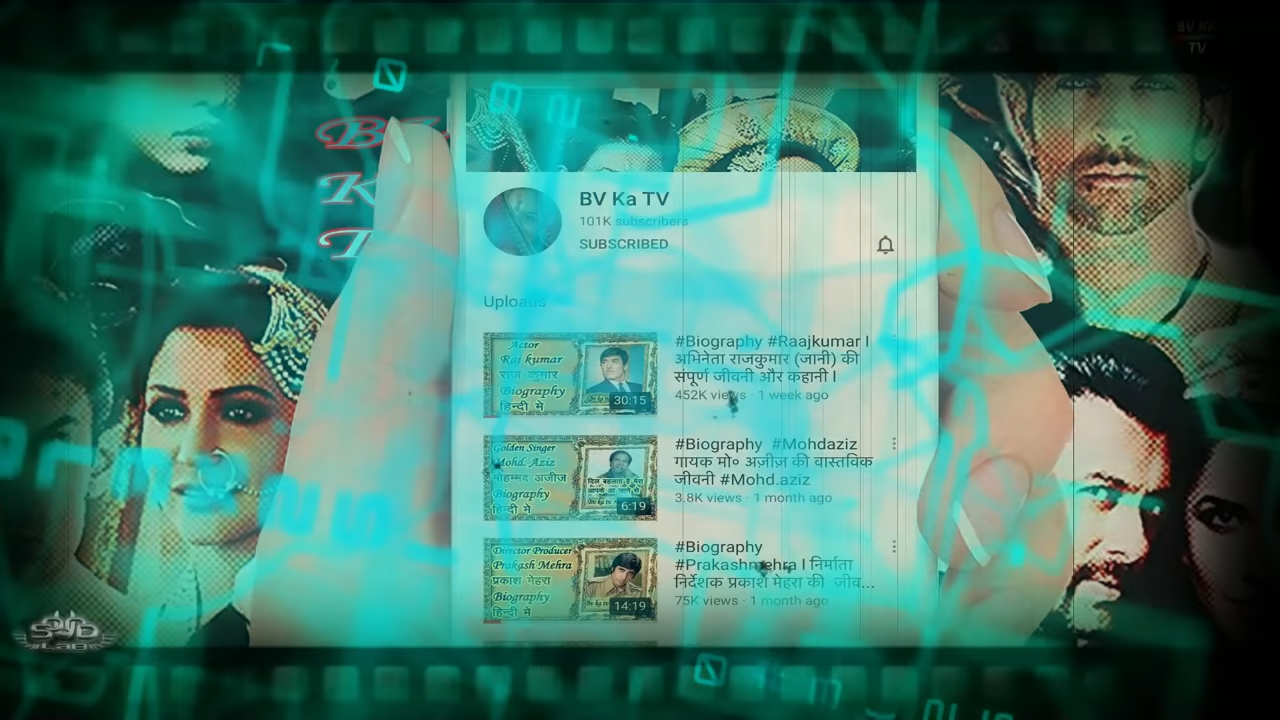 BV KA
TV
B
K
T
BV Ka TV
101K subscribers
SUBSCRIBED
Uploads
Actor
Raj kumar
राज कुमार
Biography
हिन्दी मे
30:15
#Biography #Raajkumar I
अभिनेता राजकुमार (जानी) की
संपूर्ण जीवनी और कहानी I
452K views · 1 week ago
Golden Singer
Mohd. Aziz
मोहम्मद अजीज
Biography
हिन्दी मे
दिल बहलता है मेरा
6:19
#Biography #Mohdaziz
गायक मो० अज़ीज़ की वास्तविक
जीवनी #Mohd.aziz
3.8K views · 1 month ago
Director Producer
Prakash Mehra
प्रकाश मेहरा
Biography
हिन्दी मे
14:19
#Biography
#Prakashmehra I निर्माता
निर्देशक प्रकाश मेहरा की जीव...
75K views · 1 month ago
SOUND
LAB